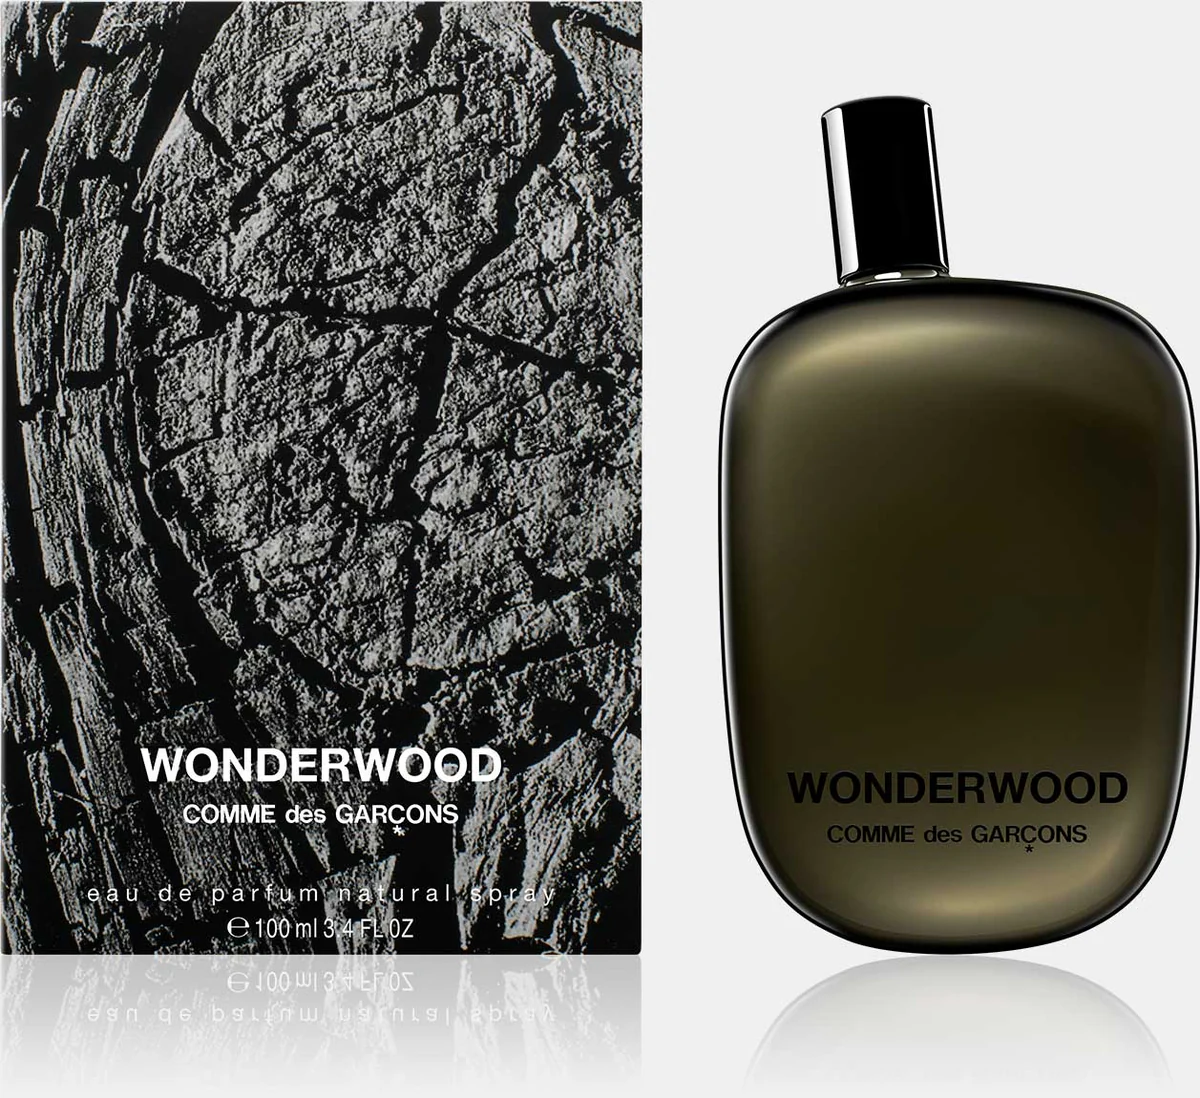 WONDERWOOD
COMME des GARÇONS
*
eau de parfum natural spray
℮ 100 ml 3.4 FL.OZ
WONDERWOOD
COMME des GARÇONS
*